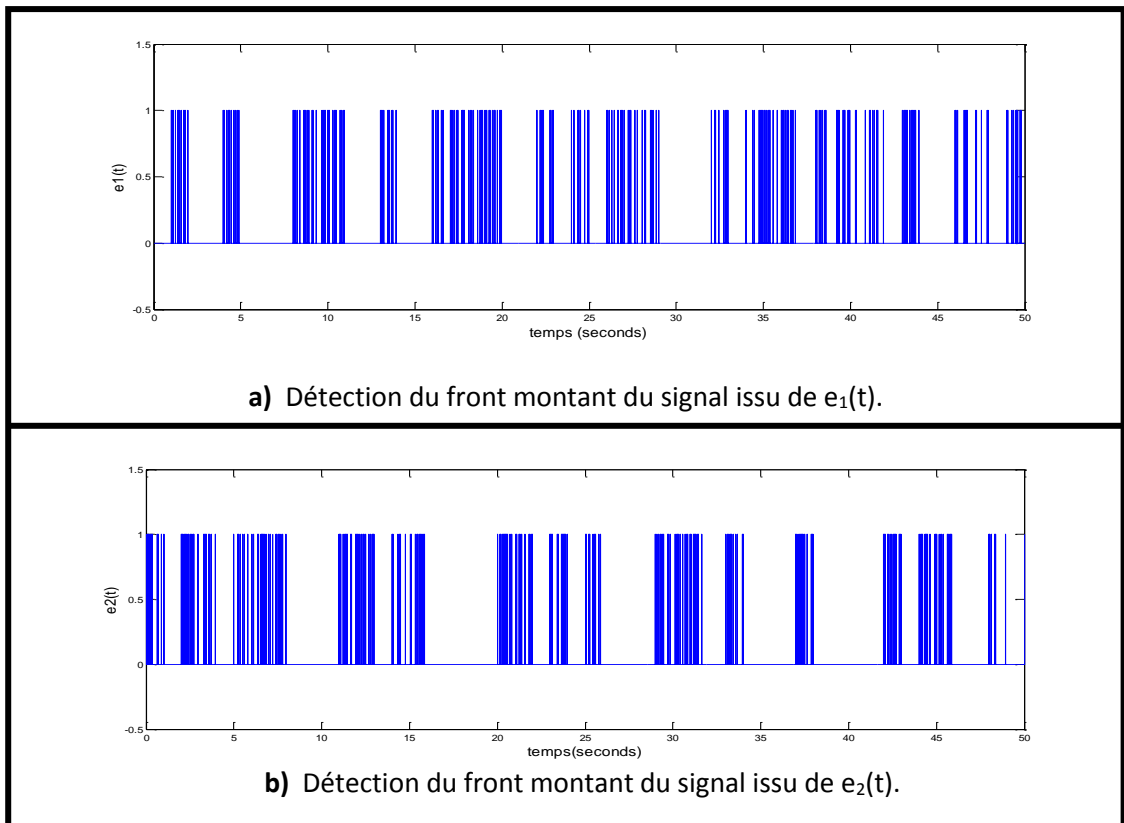 1.5
1
0.5
0
-0.5
e1(t)
0 5 10 15 20 25 30 35 40 45 50
temps (seconds)
a) Détection du front montant du signal issu de e₁(t).
1.5
1
0.5
0
-0.5
e2(t)
0 5 10 15 20 25 30 35 40 45 50
temps(seconds)
b) Détection du front montant du signal issu de e₂(t).